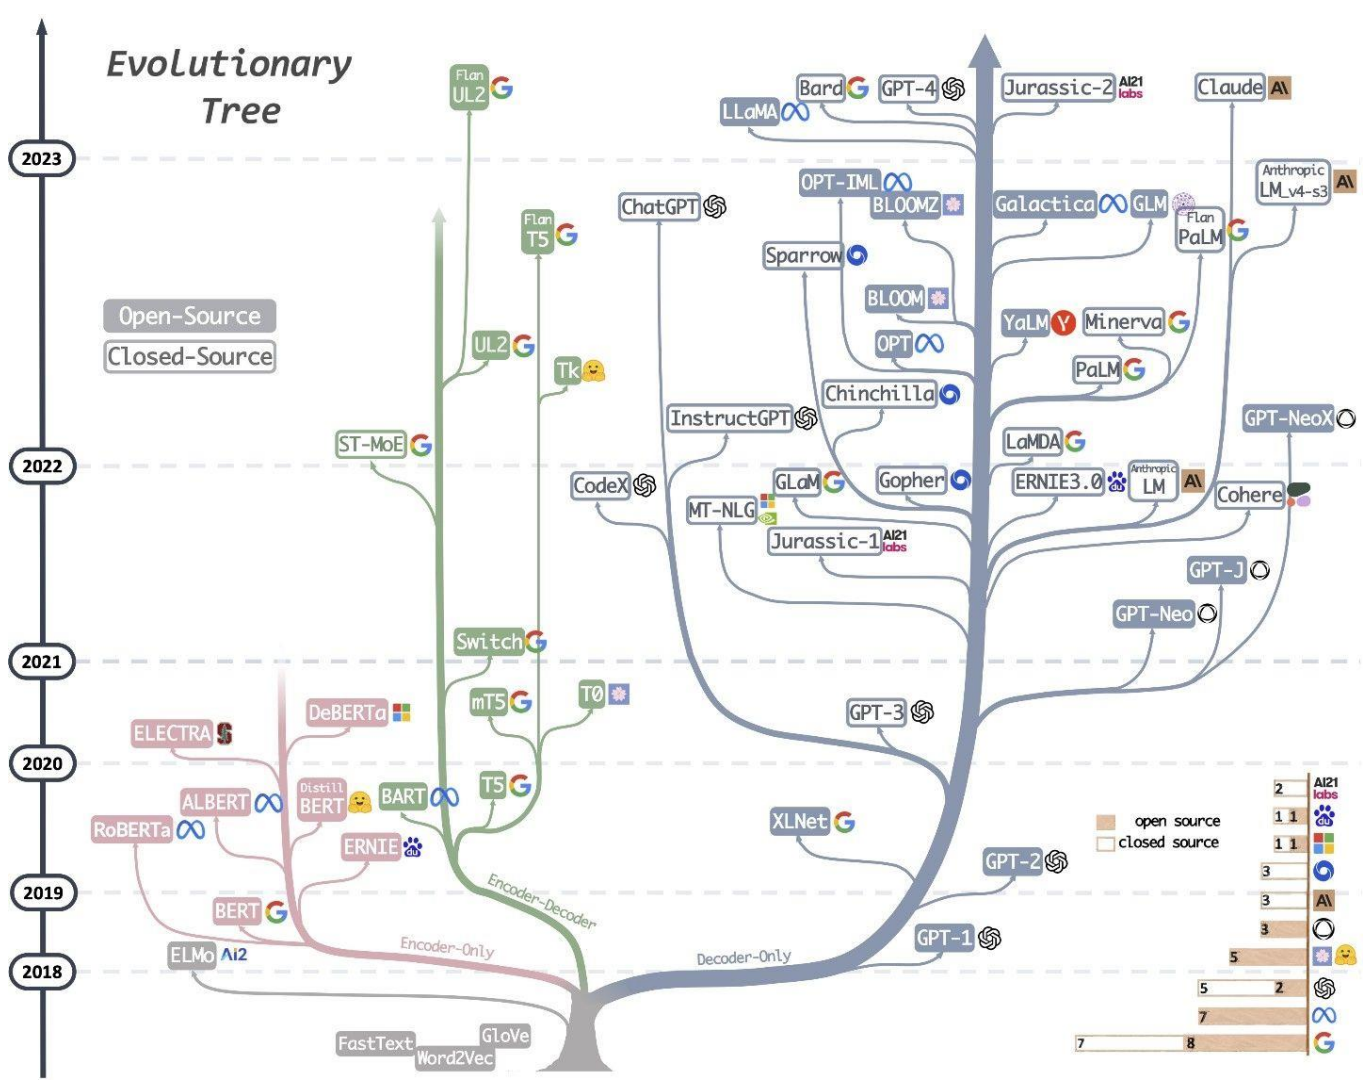 Evolutionary
Tree
2023
2022
2021
2020
2019
2018
Open-Source
Closed-Source
Flan
UL2
Flan
T5
UL2
Tk
ST-MoE
Switch
mT5
T0
T5
BART
Encoder-Decoder
DeBERTa
ELECTRA
Distill
BERT
ALBERT
RoBERTa
ERNIE
BERT
Encoder-Only
ELMo
Ai2
FastText
Word2Vec
GloVe
Bard
GPT-4
LLaMA
Jurassic-2
AI21
labs
Claude
A\
OPT-IML
BLOOMZ
ChatGPT
Galactica
GLM
Flan
PaLM
Anthropic
LM_v4-s3
A\
Sparrow
BLOOM
OPT
YaLM
Y
Minerva
PaLM
Chinchilla
InstructGPT
GPT-NeoX
LaMDA
CodeX
GLaM
Gopher
ERNIE3.0
du
Anthropic
LM
A\
Cohere
MT-NLG
Jurassic-1
AI21
labs
GPT-J
GPT-Neo
GPT-3
XLNet
GPT-2
GPT-1
Decoder-Only
du
open source
closed source
2
AI21
labs
1 1
du
1 1
3
3
A\
3
5
5 2
7
7 8